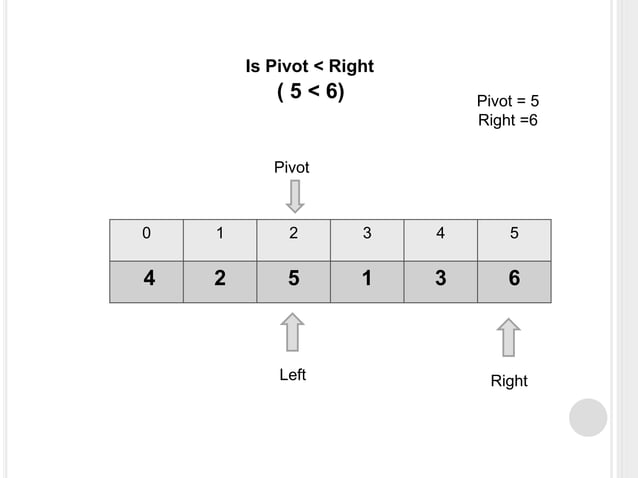 Is Pivot < Right
( 5 < 6)
Pivot = 5
Right =6
Pivot
0 1 2 3 4 5
4 2 5 1 3 6
Left
Right